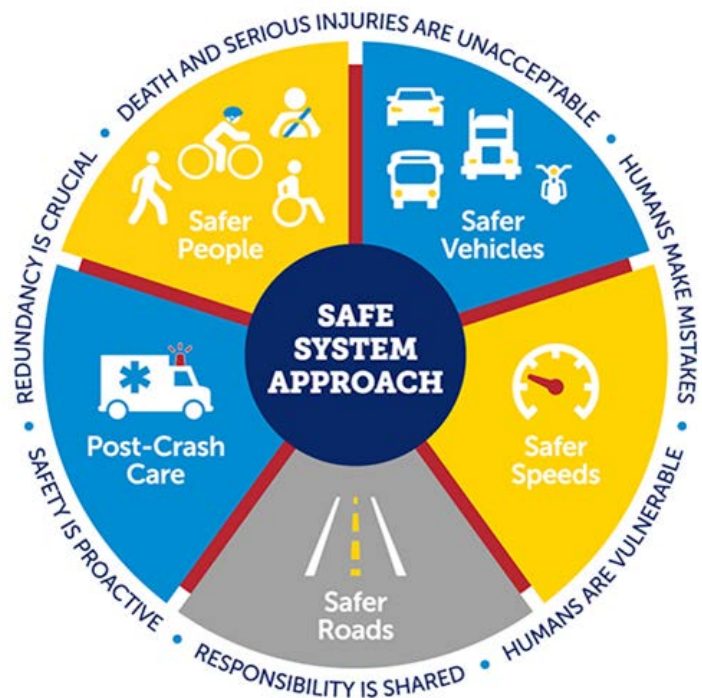 DEATH AND SERIOUS INJURIES ARE UNACCEPTABLE
HUMANS MAKE MISTAKES
HUMANS ARE VULNERABLE
RESPONSIBILITY IS SHARED
SAFETY IS PROACTIVE
REDUNDANCY IS CRUCIAL
Safer
People
Safer
Vehicles
SAFE
SYSTEM
APPROACH
Post-Crash
Care
Safer
Speeds
Safer
Roads